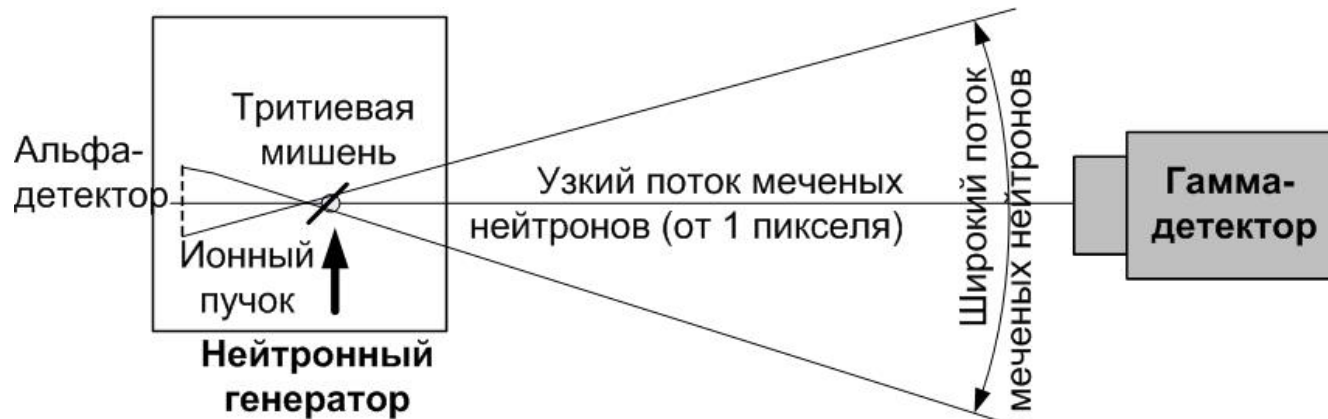 Альфа-
детектор
Тритиевая
мишень
Ионный
пучок
Нейтронный
генератор
Узкий поток меченых
нейтронов (от 1 пикселя)
Широкий поток
меченых нейтронов
Гамма-
детектор